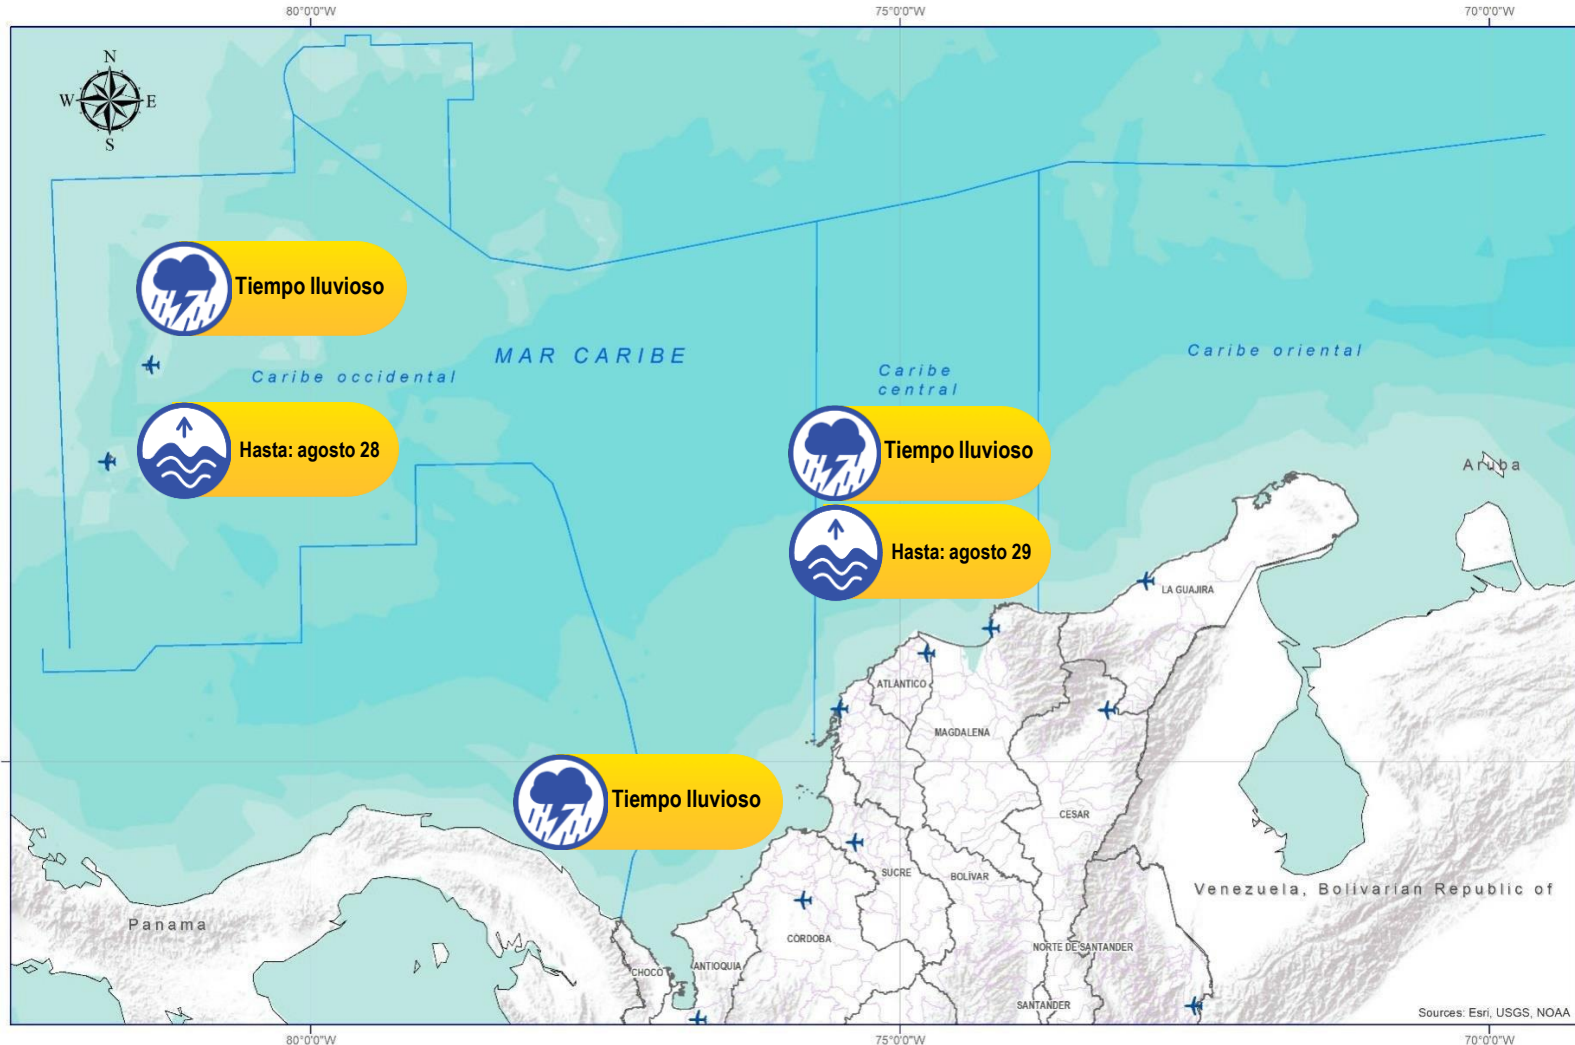 80°0'0"W
75°0'0"W
70°0'0"W
N
W
E
S
Tiempo lluvioso
MAR CARIBE
Caribe oriental
Caribe occidental
Caribe
central
Hasta: agosto 28
Tiempo lluvioso
Aruba
Hasta: agosto 29
LA GUAJIRA
ATLÁNTICO
MAGDALENA
Tiempo lluvioso
CESAR
SUCRE
BOLÍVAR
Venezuela, Bolivarian Republic of
Panama
CÓRDOBA
NORTE DE SANTANDER
ANTIOQUIA
CHOCO
SANTANDER
Sources: Esri, USGS, NOAA
80°0'0"W
75°0'0"W
70°0'0"W